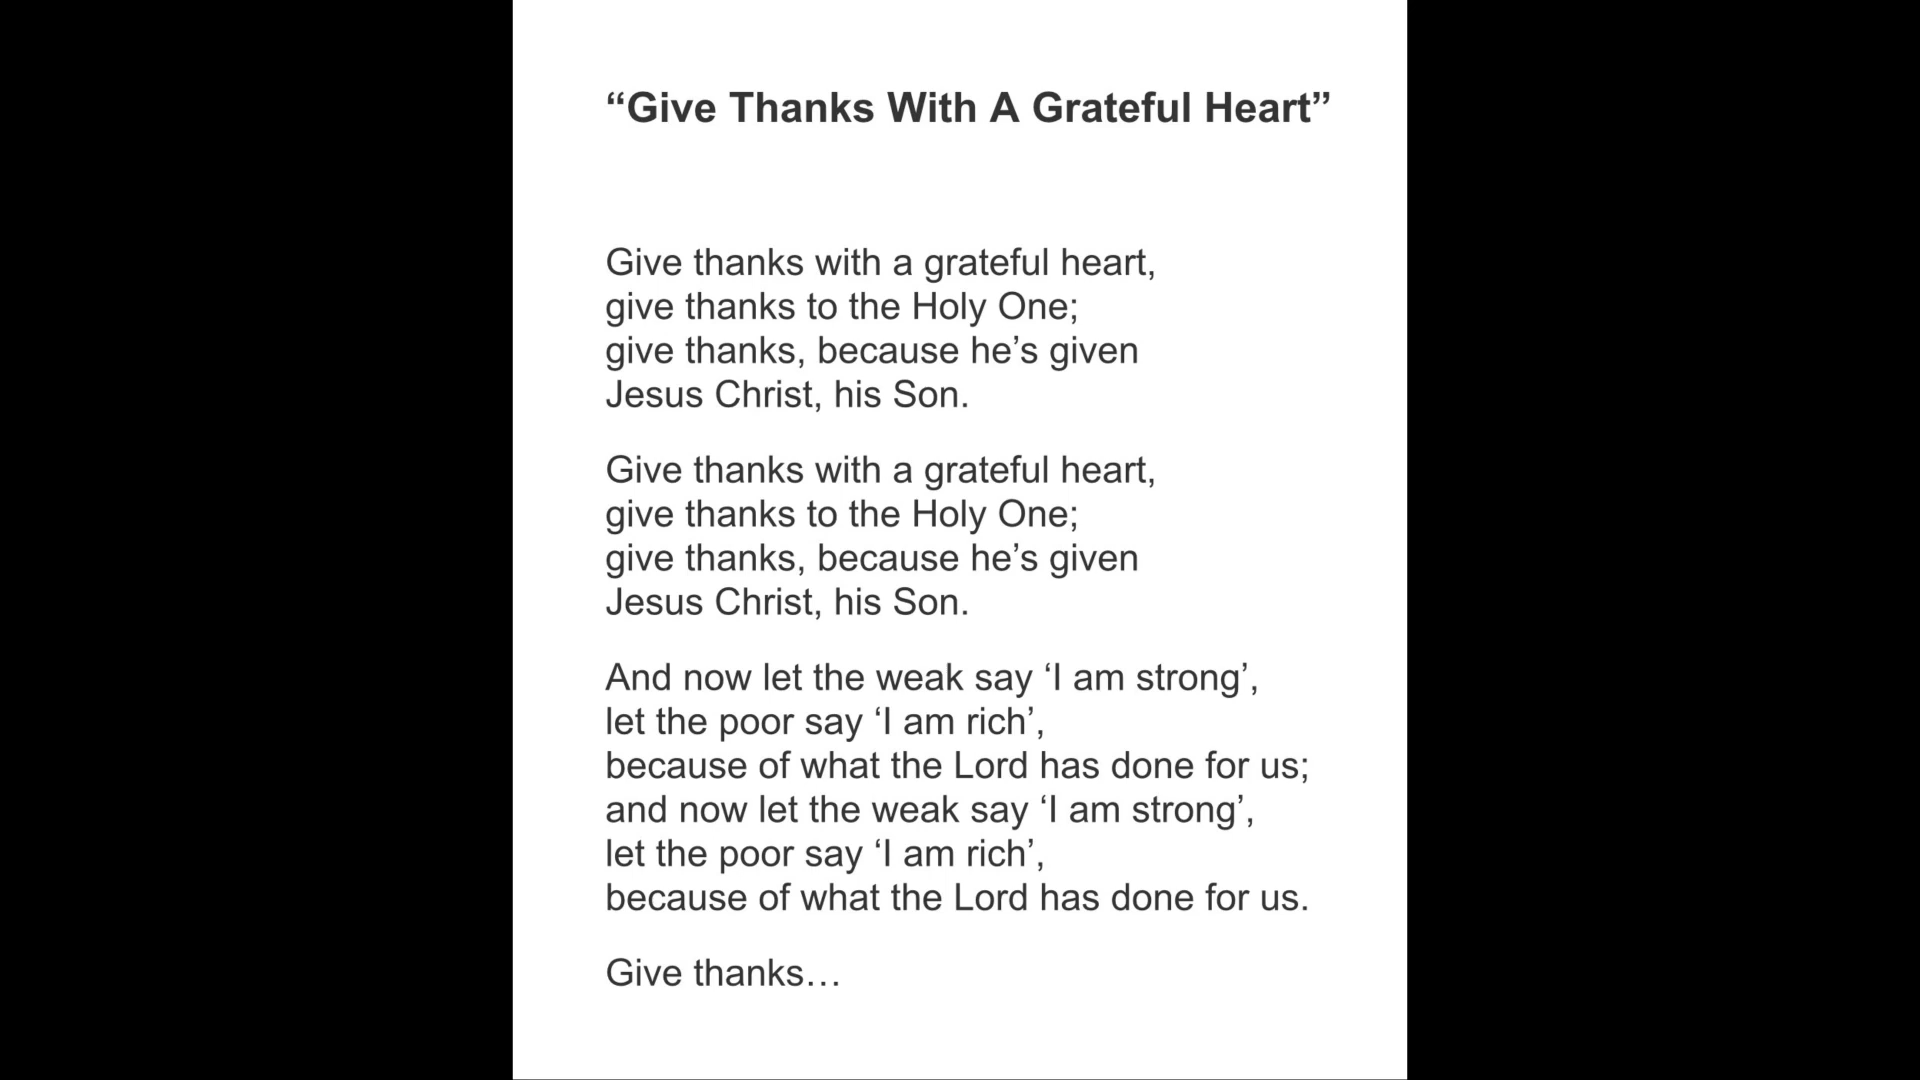 “Give Thanks With A Grateful Heart”
Give thanks with a grateful heart,
give thanks to the Holy One;
give thanks, because he’s given
Jesus Christ, his Son.
Give thanks with a grateful heart,
give thanks to the Holy One;
give thanks, because he’s given
Jesus Christ, his Son.
And now let the weak say ‘I am strong’,
let the poor say ‘I am rich’,
because of what the Lord has done for us;
and now let the weak say ‘I am strong’,
let the poor say ‘I am rich’,
because of what the Lord has done for us.
Give thanks…